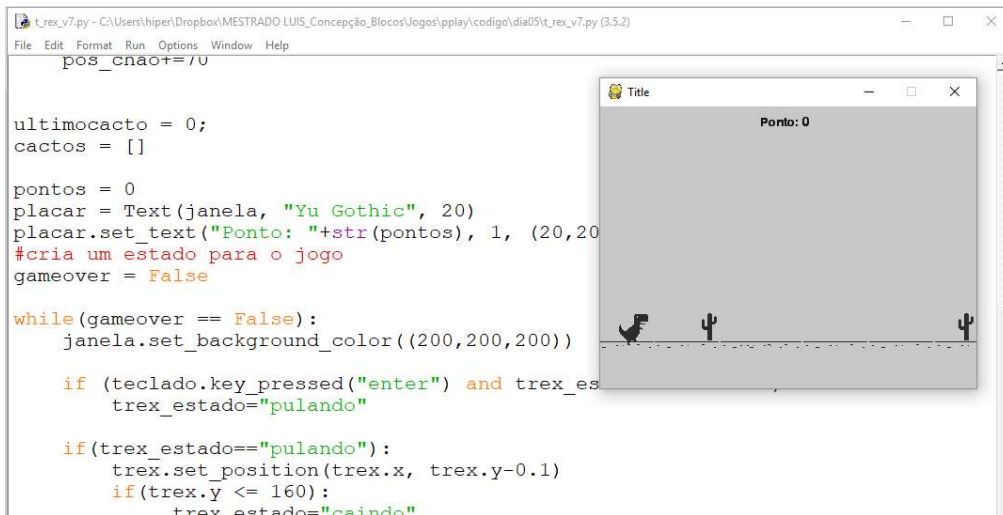 t_rex_v7.py - C:\Users\hiper\Dropbox\MESTRADO LUIS_Concepção_Blocos\Jogos\pplay\codigo\dia05\t_rex_v7.py (3.5.2)
File Edit Format Run Options Window Help
pos_chao+=70
ultimocacto = 0;
cactos = []
pontos = 0
placar = Text(janela, "Yu Gothic", 20)
placar.set_text("Ponto: "+str(pontos), 1, (20,20
#cria um estado para o jogo
gameover = False
while(gameover == False):
janela.set_background_color((200,200,200))
if (teclado.key_pressed("enter") and trex_es
trex_estado="pulando"
if(trex_estado=="pulando"):
trex.set_position(trex.x, trex.y-0.1)
if(trex.y <= 160):
trex_estado="caindo"
Title
Ponto: 0